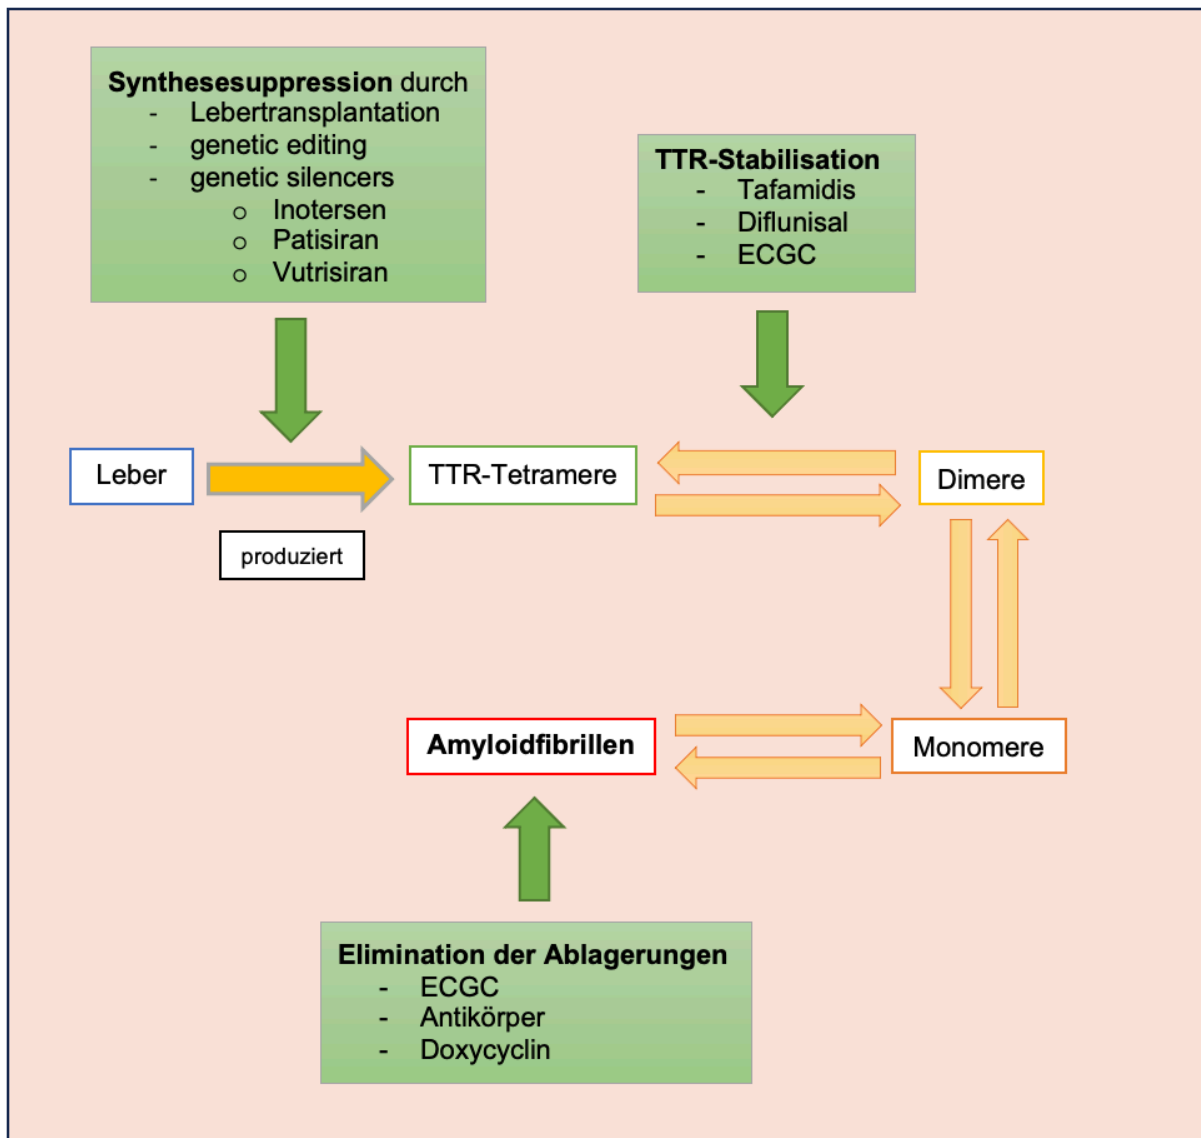 Synthesesuppression durch
- Lebertransplantation
- genetic editing
- genetic silencers
o Inotersen
o Patisiran
o Vutrisiran
TTR-Stabilisation
- Tafamidis
- Diflunisal
- ECGC
Leber
produziert
TTR-Tetramere
Dimere
Amyloidfibrillen
Monomere
Elimination der Ablagerungen
- ECGC
- Antikörper
- Doxycyclin